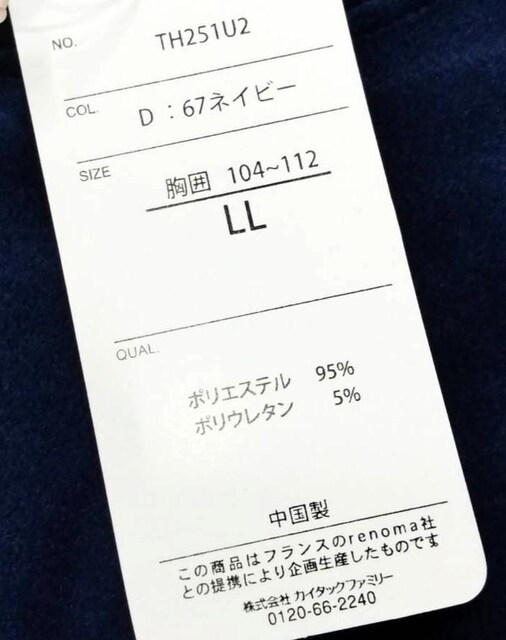 NO. TH251U2
COL. D：67ネイビー
SIZE 胸囲 104~112
LL
QUAL.
ポリエステル 95%
ポリウレタン 5%
中国製
この商品はフランスのrenoma社
との提携により企画生産したものです
株式会社 カイタックファミリー
0120-66-2240